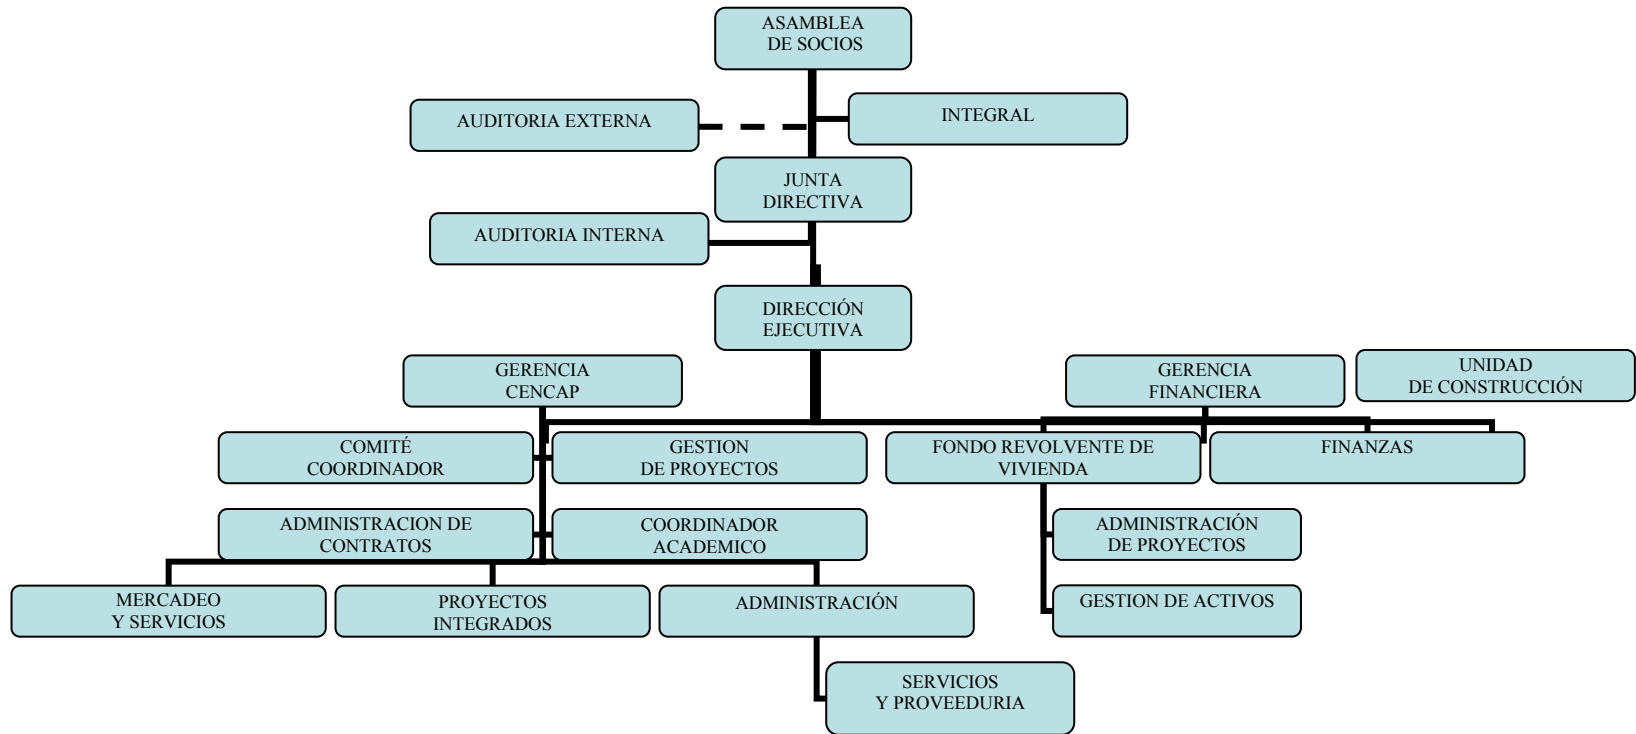 ASAMBLEA
DE SOCIOS
AUDITORIA EXTERNA
INTEGRAL
JUNTA
DIRECTIVA
AUDITORIA INTERNA
DIRECCIÓN
EJECUTIVA
GERENCIA
CENCAP
GERENCIA
FINANCIERA
UNIDAD
DE CONSTRUCCIÓN
COMITÉ
COORDINADOR
GESTION
DE PROYECTOS
FONDO REVOLVENTE DE
VIVIENDA
FINANZAS
ADMINISTRACION DE
CONTRATOS
COORDINADOR
ACADEMICO
ADMINISTRACIÓN
DE PROYECTOS
MERCADEO
Y SERVICIOS
PROYECTOS
INTEGRADOS
ADMINISTRACIÓN
GESTION DE ACTIVOS
SERVICIOS
Y PROVEEDURIA